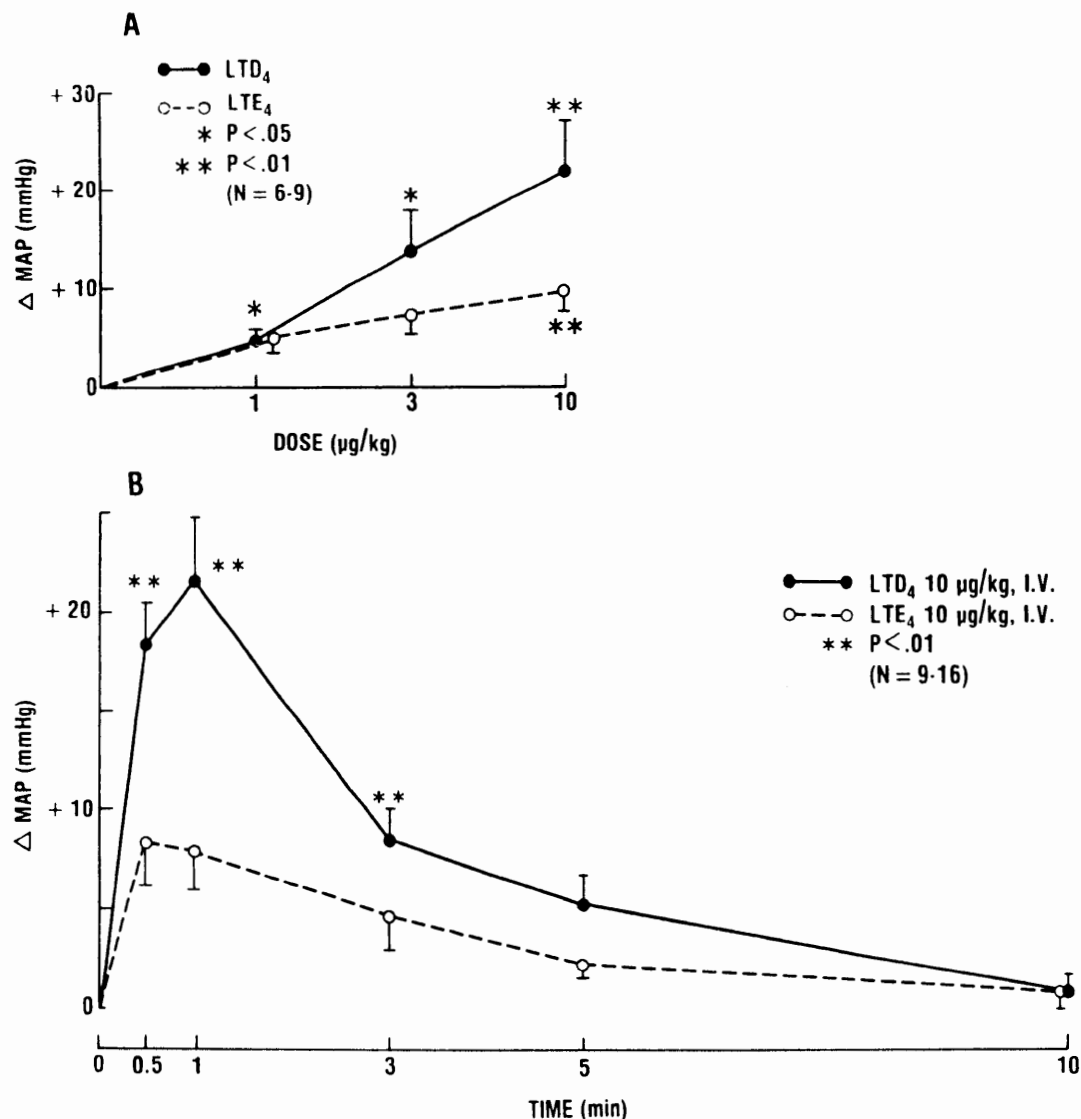 A
LTD₄
LTE₄
* P < .05
** P < .01
(N = 6-9)
+ 30
+ 20
+ 10
0
Δ MAP (mmHg)
*
*
**
**
1 3 10
DOSE (µg/kg)
B
LTD₄ 10 µg/kg, I.V.
LTE₄ 10 µg/kg, I.V.
** P < .01
(N = 9-16)
+ 20
+ 10
0
Δ MAP (mmHg)
**
**
**
0 0.5 1 3 5 10
TIME (min)